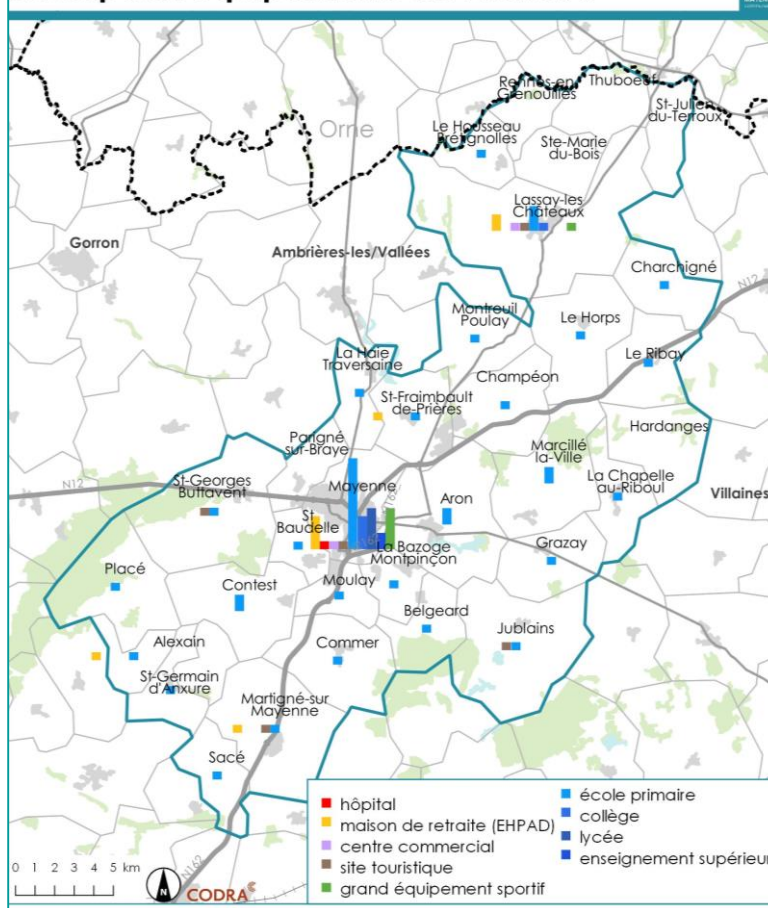 Orne
Rennes-en
Grenouilles
Thuboeuf
St-Julien
du-Terroux
Le Housseau
Brétignolles
Ste-Marie
du-Bois
Lassay-les
Châteaux
Gorron
Ambrières-les/Vallées
Charchigné
N12
Montreuil
Poulay
Le Horps
La Haie
Traversaine
Le Ribay
St-Fraimbault
de-Prières
Champéon
Hardanges
Parigné
sur-Braye
Marcillé
la-Ville
N12
St-Georges
Buttavent
Mayenne
La Chapelle
au-Riboul
Villaines
Aron
St
Baudelle
La Bazoge
Montpinçon
Grazay
Placé
Contest
Moulay
Belgeard
Jublains
Alexain
Commer
St-Germain
d'Anxure
Martigné-sur
Mayenne
Sacé
hôpital
maison de retraite (EHPAD)
centre commercial
site touristique
grand équipement sportif
école primaire
collège
lycée
enseignement supérieur
0 1 2 3 4 5 km
N
CODRA
N162